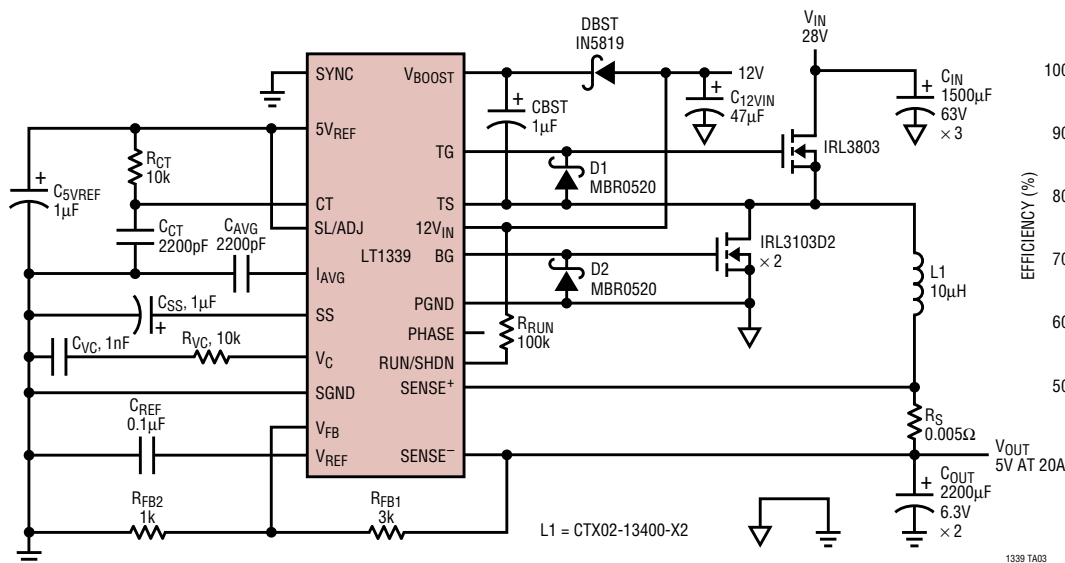 VIN
28V
DBST
IN5819
12V
CIN
1500µF
63V
× 3
+
C12VIN
47µF
+
CBST
1µF
+
SYNC
VBOOST
5VREF
RCT
10k
TG
IRL3803
D1
MBR0520
C5VREF
1µF
+
CT
TS
CCT
2200pF
CAVG
2200pF
SL/ADJ
12VIN
LT1339
BG
IRL3103D2
× 2
D2
MBR0520
L1
10µH
IAVG
CSS, 1µF
+
SS
PGND
PHASE
RRUN
100k
CVC, 1nF
RVC, 10k
VC
RUN/SHDN
SGND
SENSE+
RS
0.005Ω
CREF
0.1µF
VFB
VREF
SENSE–
VOUT
5V AT 20A
COUT
2200µF
6.3V
× 2
+
RFB2
1k
RFB1
3k
L1 = CTX02-13400-X2
1339 TA03
EFFICIENCY (%)
100
90
80
70
60
50